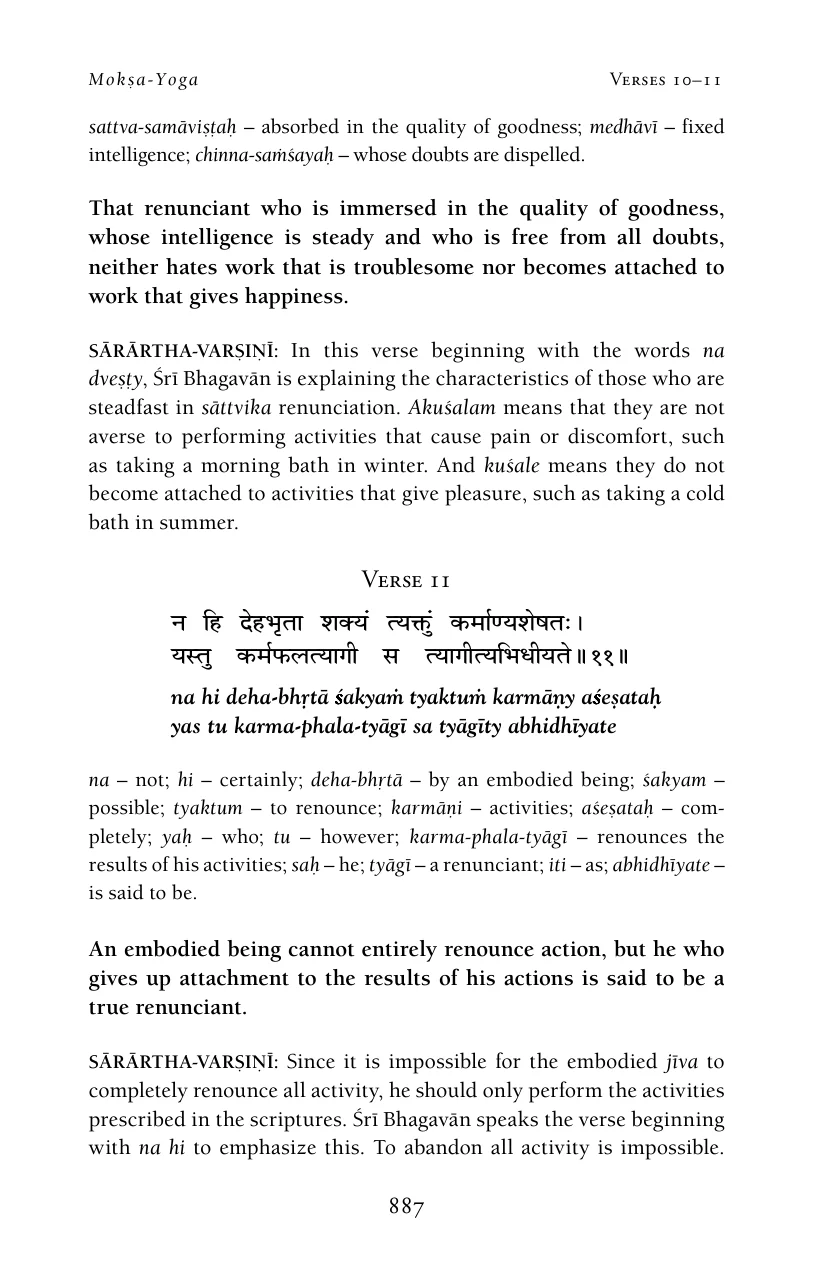 Mokṣa-Yoga Verses 10–11
sattva-samāviṣṭaḥ – absorbed in the quality of goodness; medhāvī – fixed
intelligence; chinna-saṁśayaḥ – whose doubts are dispelled.
That renunciant who is immersed in the quality of goodness,
whose intelligence is steady and who is free from all doubts,
neither hates work that is troublesome nor becomes attached to
work that gives happiness.
SĀRĀRTHA-VARṢIṆĪ: In this verse beginning with the words na
dveṣṭy, Śrī Bhagavān is explaining the characteristics of those who are
steadfast in sāttvika renunciation. Akuśalam means that they are not
averse to performing activities that cause pain or discomfort, such
as taking a morning bath in winter. And kuśale means they do not
become attached to activities that give pleasure, such as taking a cold
bath in summer.
Verse 11
न हि देहभृता शक्यं त्यक्तुं कर्माण्यशेषतः।
यस्तु कर्मफलत्यागी स त्यागीत्यभिधीयते॥११॥
na hi deha-bhṛtā śakyaṁ tyaktuṁ karmāṇy aśeṣataḥ
yas tu karma-phala-tyāgī sa tyāgīty abhidhīyate
na – not; hi – certainly; deha-bhṛtā – by an embodied being; śakyam –
possible; tyaktum – to renounce; karmāṇi – activities; aśeṣataḥ – com-
pletely; yaḥ – who; tu – however; karma-phala-tyāgī – renounces the
results of his activities; saḥ – he; tyāgī – a renunciant; iti – as; abhidhīyate –
is said to be.
An embodied being cannot entirely renounce action, but he who
gives up attachment to the results of his actions is said to be a
true renunciant.
SĀRĀRTHA-VARṢIṆĪ: Since it is impossible for the embodied jīva to
completely renounce all activity, he should only perform the activities
prescribed in the scriptures. Śrī Bhagavān speaks the verse beginning
with na hi to emphasize this. To abandon all activity is impossible.
887